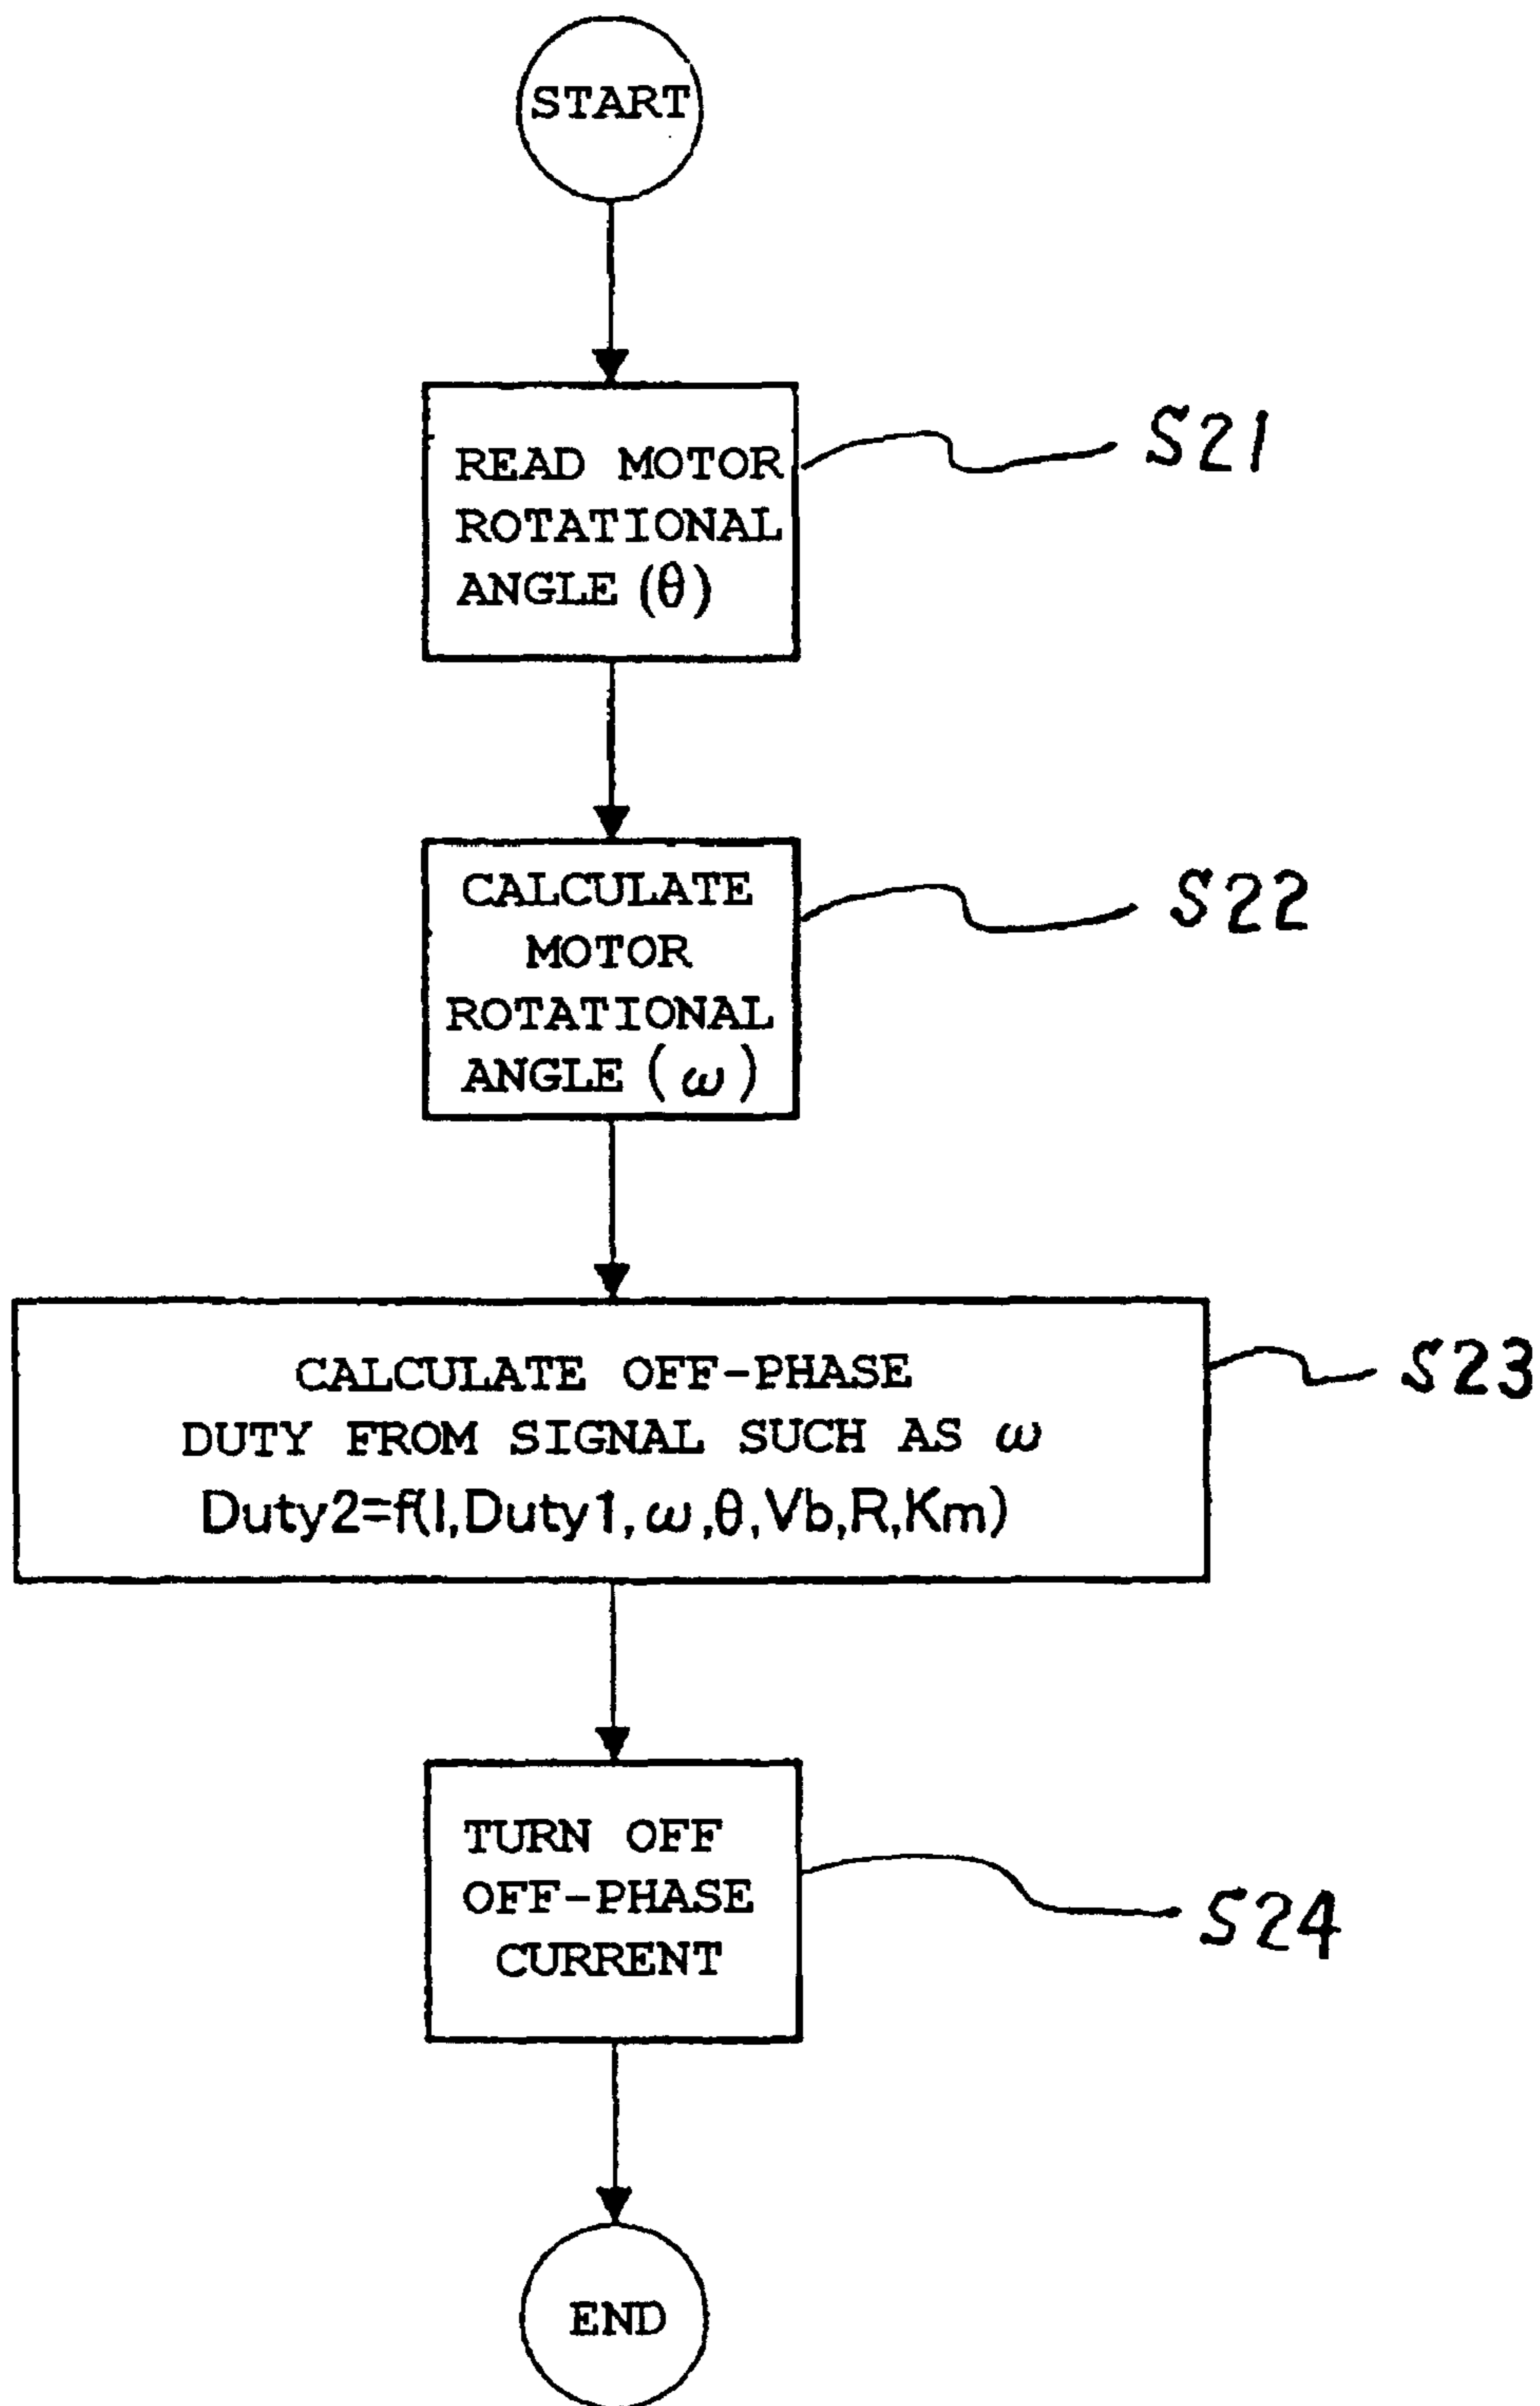 START
READ MOTOR
ROTATIONAL
ANGLE (θ)
S21
CALCULATE
MOTOR
ROTATIONAL
ANGLE (ω)
S22
CALCULATE OFF-PHASE
DUTY FROM SIGNAL SUCH AS ω
Duty2=f(I,Duty1,ω,θ,Vb,R,Km)
S23
TURN OFF
OFF-PHASE
CURRENT
S24
END